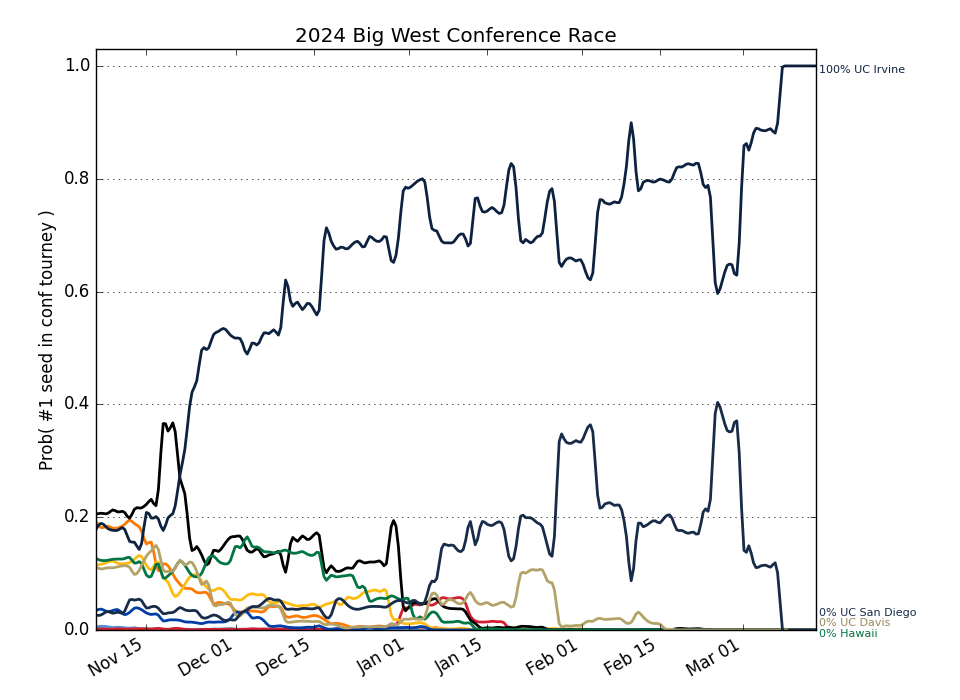 2024 Big West Conference Race
Prob( #1 seed in conf tourney )
1.0
0.8
0.6
0.4
0.2
0.0
Nov 15
Dec 01
Dec 15
Jan 01
Jan 15
Feb 01
Feb 15
Mar 01
100% UC Irvine
0% UC San Diego
0% UC Davis
0% Hawaii